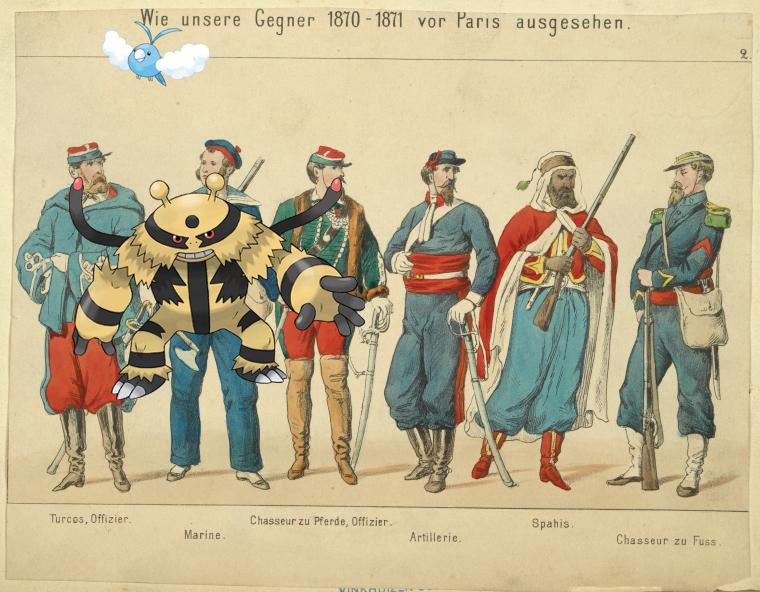 Wie unsere Gegner 1870-1871 vor Paris ausgesehen.
2.
Turcos, Offizier.
Marine.
Chasseur zu Pferde, Offizier.
Artillerie.
Spahis.
Chasseur zu Fuss.